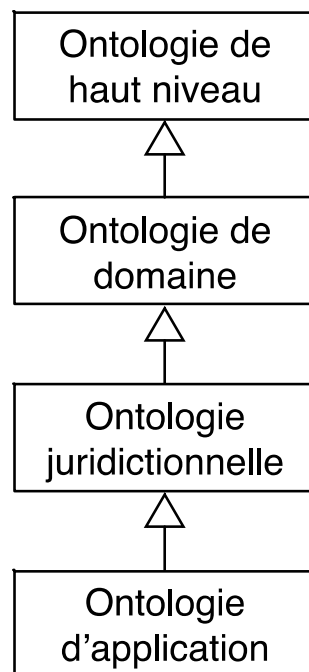 Ontologie de
haut niveau
Ontologie de
domaine
Ontologie
juridictionnelle
Ontologie
d'application